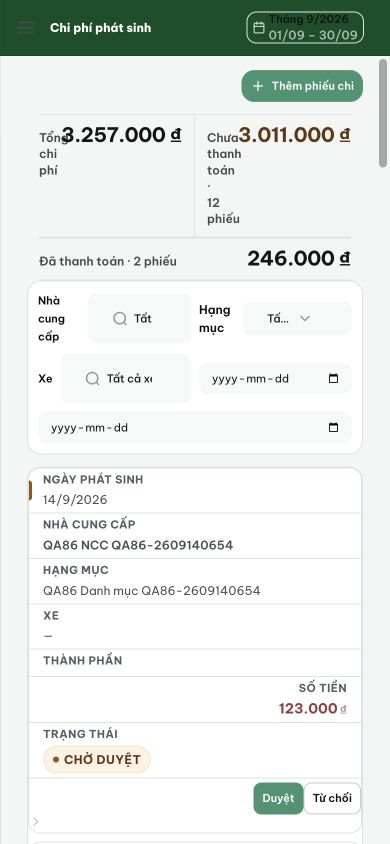 Chi phí phát sinh
Tháng 9/2026
01/09 – 30/09
Thêm phiếu chi
Tổng chi phí
3.257.000 ₫
Chưa thanh toán · 12 phiếu
3.011.000 ₫
Đã thanh toán · 2 phiếu
246.000 ₫
Nhà cung cấp
Tất
Hạng mục
Tấ...
Xe
Tất cả xe
yyyy-mm-dd
yyyy-mm-dd
NGÀY PHÁT SINH
14/9/2026
NHÀ CUNG CẤP
QA86 NCC QA86-2609140654
HẠNG MỤC
QA86 Danh mục QA86-2609140654
XE
—
THÀNH PHẦN
SỐ TIỀN
123.000 ₫
TRẠNG THÁI
CHỜ DUYỆT
Duyệt
Từ chối